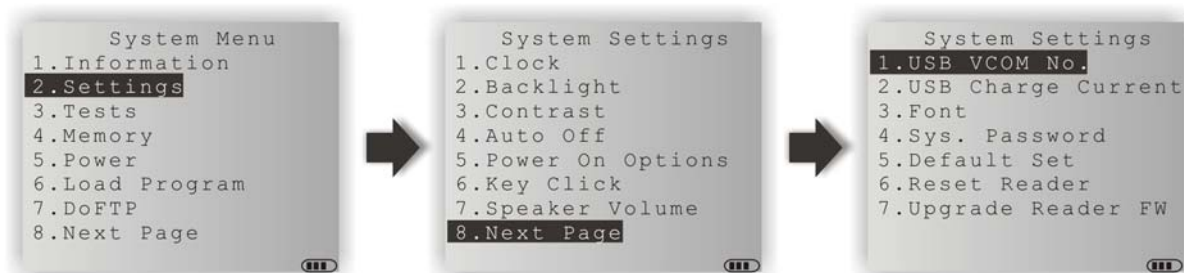 System Menu
1.Information
2.Settings
3.Tests
4.Memory
5.Power
6.Load Program
7.DoFTP
8.Next Page
System Settings
1.Clock
2.Backlight
3.Contrast
4.Auto Off
5.Power On Options
6.Key Click
7.Speaker Volume
8.Next Page
System Settings
1.USB VCOM No.
2.USB Charge Current
3.Font
4.Sys. Password
5.Default Set
6.Reset Reader
7.Upgrade Reader FW